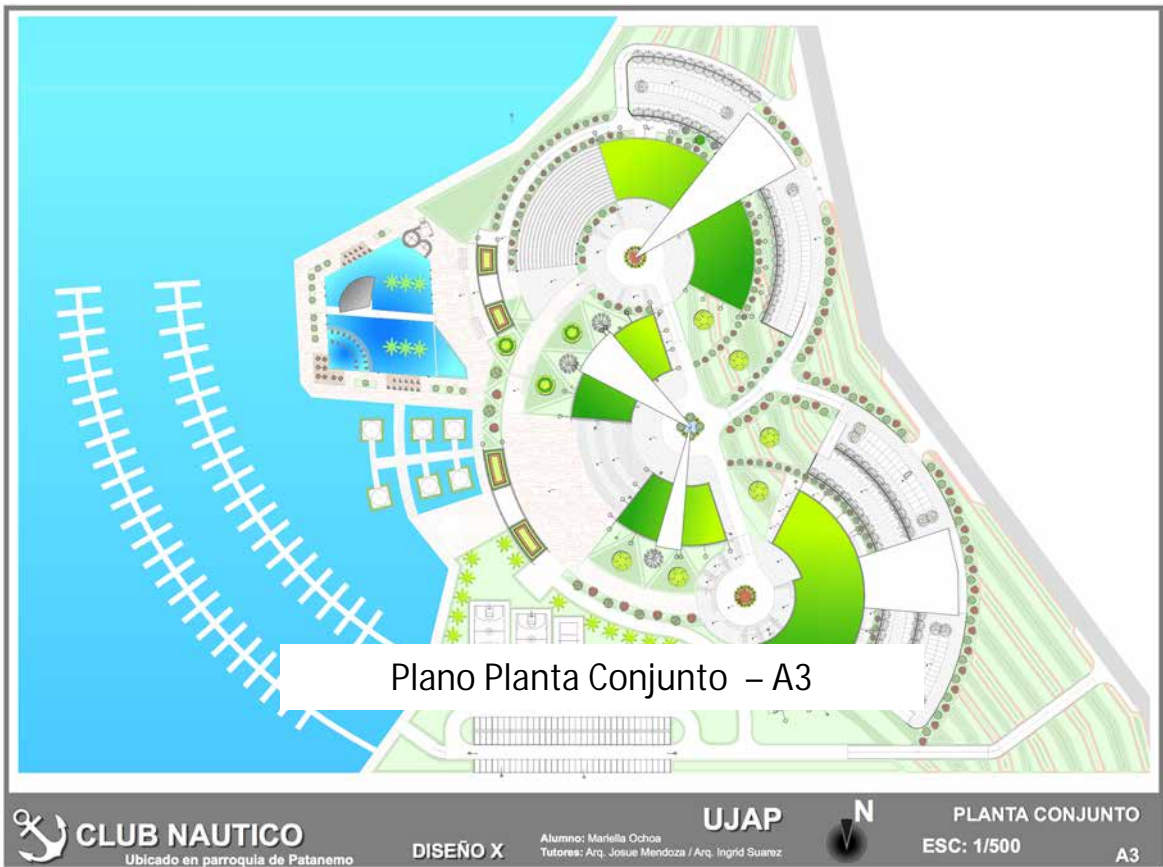 Plano Planta Conjunto – A3
CLUB NAUTICO
Ubicado en parroquia de Patanemo
DISEÑO X
Alumno: Mariella Ochoa
Tutores: Arq. Josue Mendoza / Arq. Ingrid Suarez
UJAP
N
PLANTA CONJUNTO
ESC: 1/500
A3